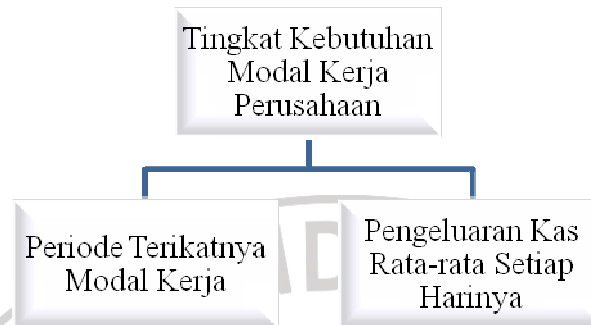 Tingkat Kebutuhan
Modal Kerja
Perusahaan
Periode Terikatnya
Modal Kerja
Pengeluaran Kas
Rata-rata Setiap
Harinya